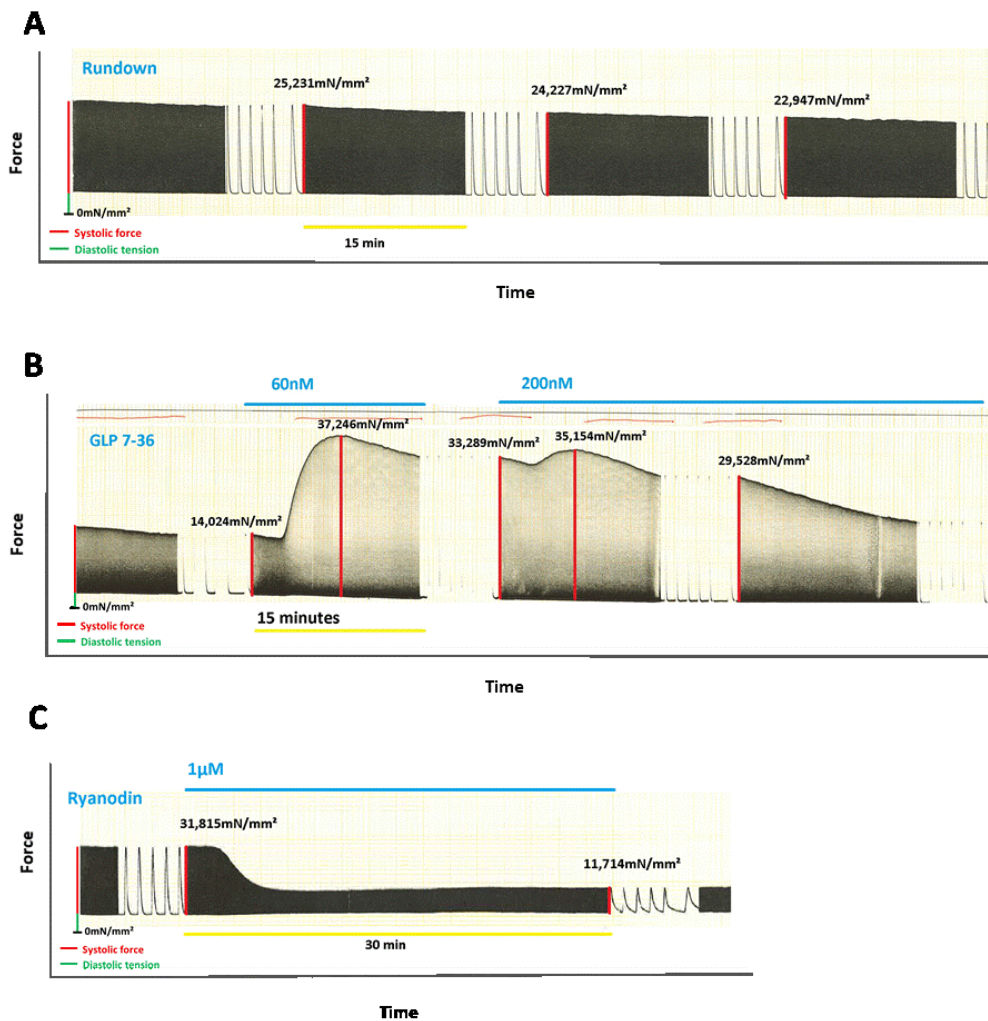 A
Rundown
25,231mN/mm²
24,227mN/mm²
22,947mN/mm²
Force
0mN/mm²
Systolic force
Diastolic tension
15 min
Time
B
60nM
200nM
GLP 7-36
37,246mN/mm²
33,289mN/mm²
35,154mN/mm²
29,528mN/mm²
14,024mN/mm²
Force
0mN/mm²
Systolic force
Diastolic tension
15 minutes
Time
C
1µM
Ryanodin
31,815mN/mm²
11,714mN/mm²
Force
0mN/mm²
Systolic force
Diastolic tension
30 min
Time